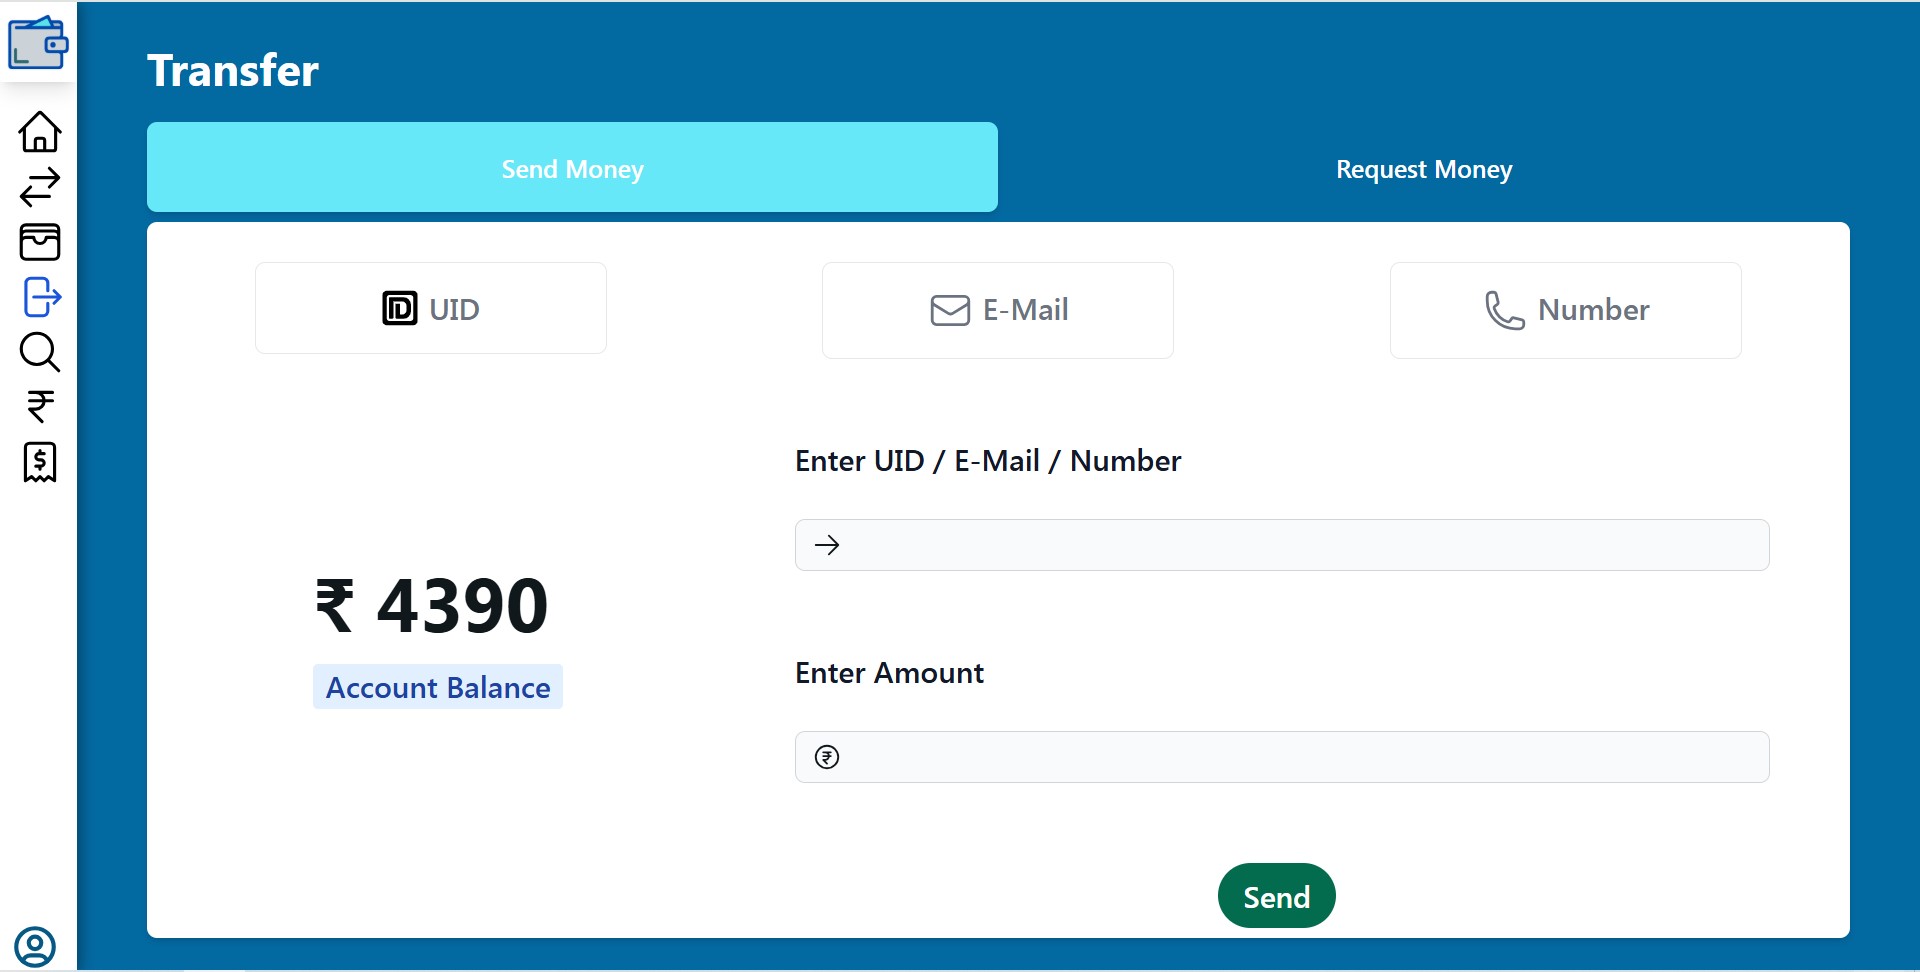 Transfer
Send Money
Request Money
UID
E-Mail
Number
Enter UID / E-Mail / Number
₹ 4390
Account Balance
Enter Amount
Send